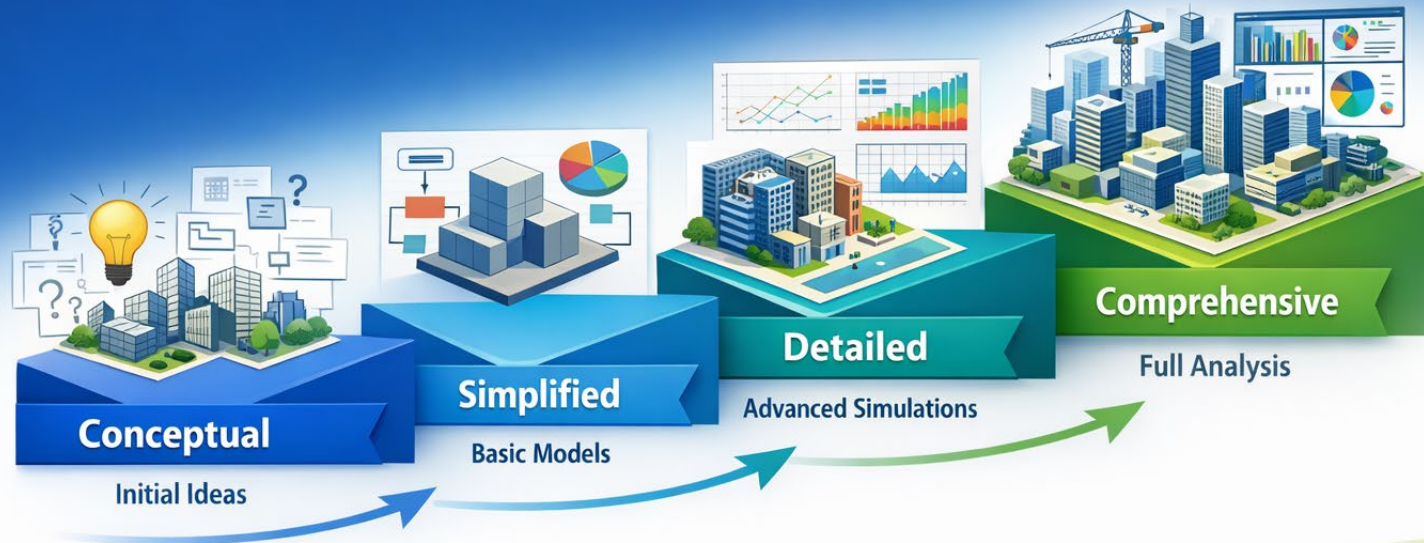 Conceptual
Initial Ideas
Simplified
Basic Models
Detailed
Advanced Simulations
Comprehensive
Full Analysis
?
?
?
?